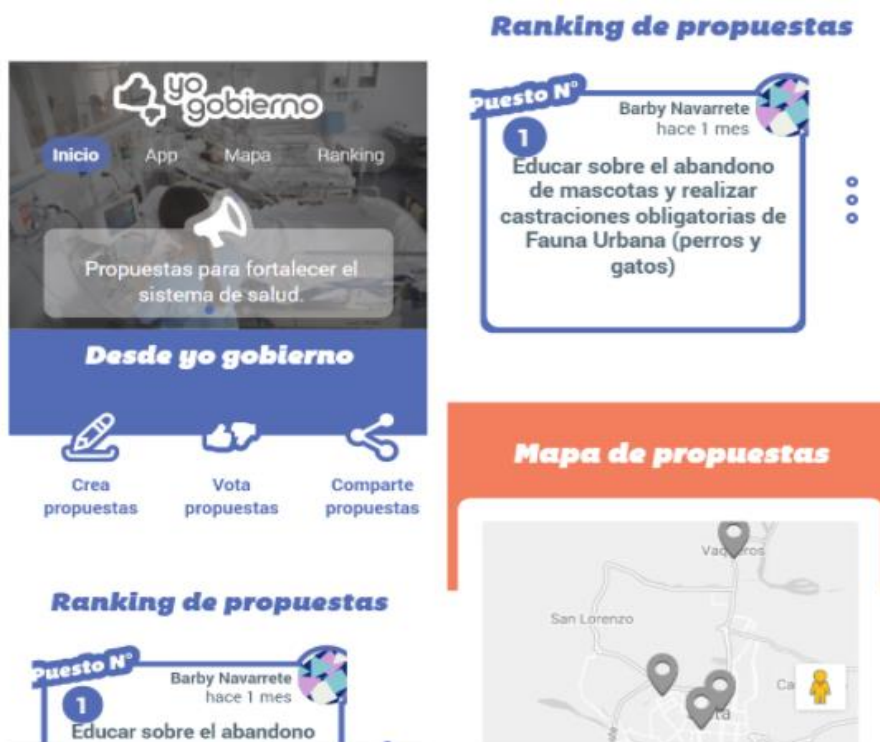 yo
gobierno
Inicio App Mapa Ranking
Propuestas para fortalecer el
sistema de salud.
Desde yo gobierno
Crea
propuestas
Vota
propuestas
Comparte
propuestas
Ranking de propuestas
Puesto N°
1
Barby Navarrete
hace 1 mes
Educar sobre el abandono
Ranking de propuestas
Puesto N°
1
Barby Navarrete
hace 1 mes
Educar sobre el abandono
de mascotas y realizar
castraciones obligatorias de
Fauna Urbana (perros y
gatos)
Mapa de propuestas
San Lorenzo